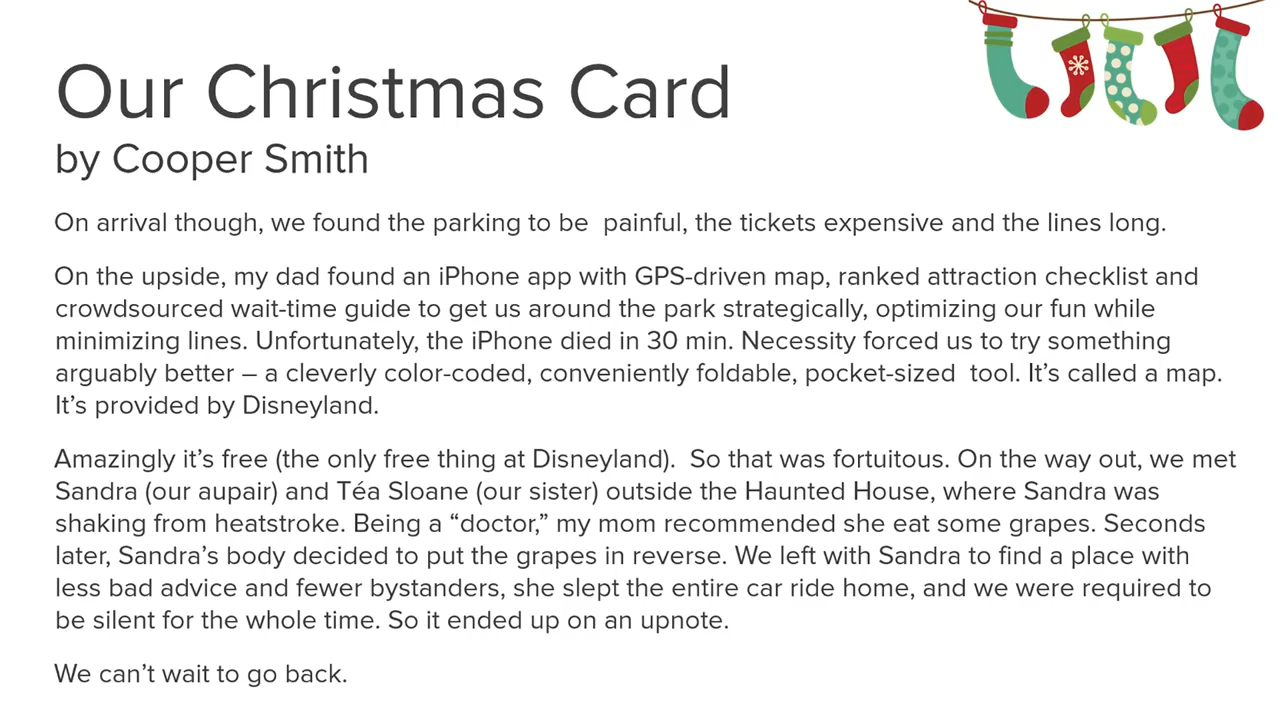 Our Christmas Card
by Cooper Smith
On arrival though, we found the parking to be  painful, the tickets expensive and the lines long.
On the upside, my dad found an iPhone app with GPS-driven map, ranked attraction checklist and
crowdsourced wait-time guide to get us around the park strategically, optimizing our fun while
minimizing lines. Unfortunately, the iPhone died in 30 min. Necessity forced us to try something
arguably better – a cleverly color-coded, conveniently foldable, pocket-sized  tool. It’s called a map.
It’s provided by Disneyland.
Amazingly it’s free (the only free thing at Disneyland).  So that was fortuitous. On the way out, we met
Sandra (our aupair) and Téa Sloane (our sister) outside the Haunted House, where Sandra was
shaking from heatstroke. Being a “doctor,” my mom recommended she eat some grapes. Seconds
later, Sandra’s body decided to put the grapes in reverse. We left with Sandra to find a place with
less bad advice and fewer bystanders, she slept the entire car ride home, and we were required to
be silent for the whole time. So it ended up on an upnote.
We can’t wait to go back.